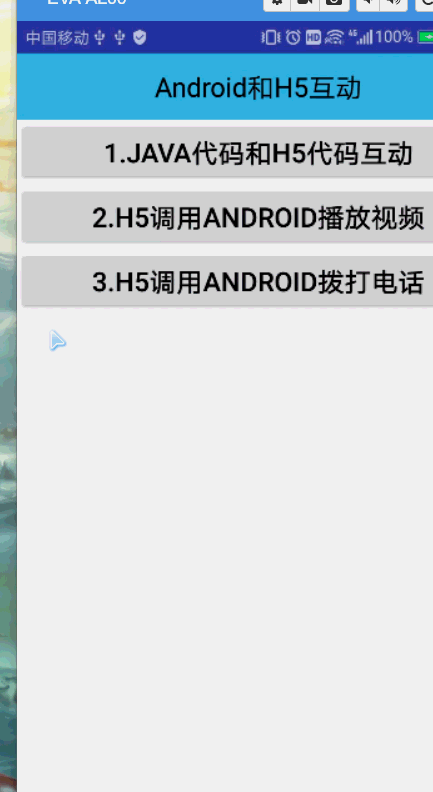 中国移动 HD 4G 100%
Android和H5互动
1.JAVA代码和H5代码互动
2.H5调用ANDROID播放视频
3.H5调用ANDROID拨打电话